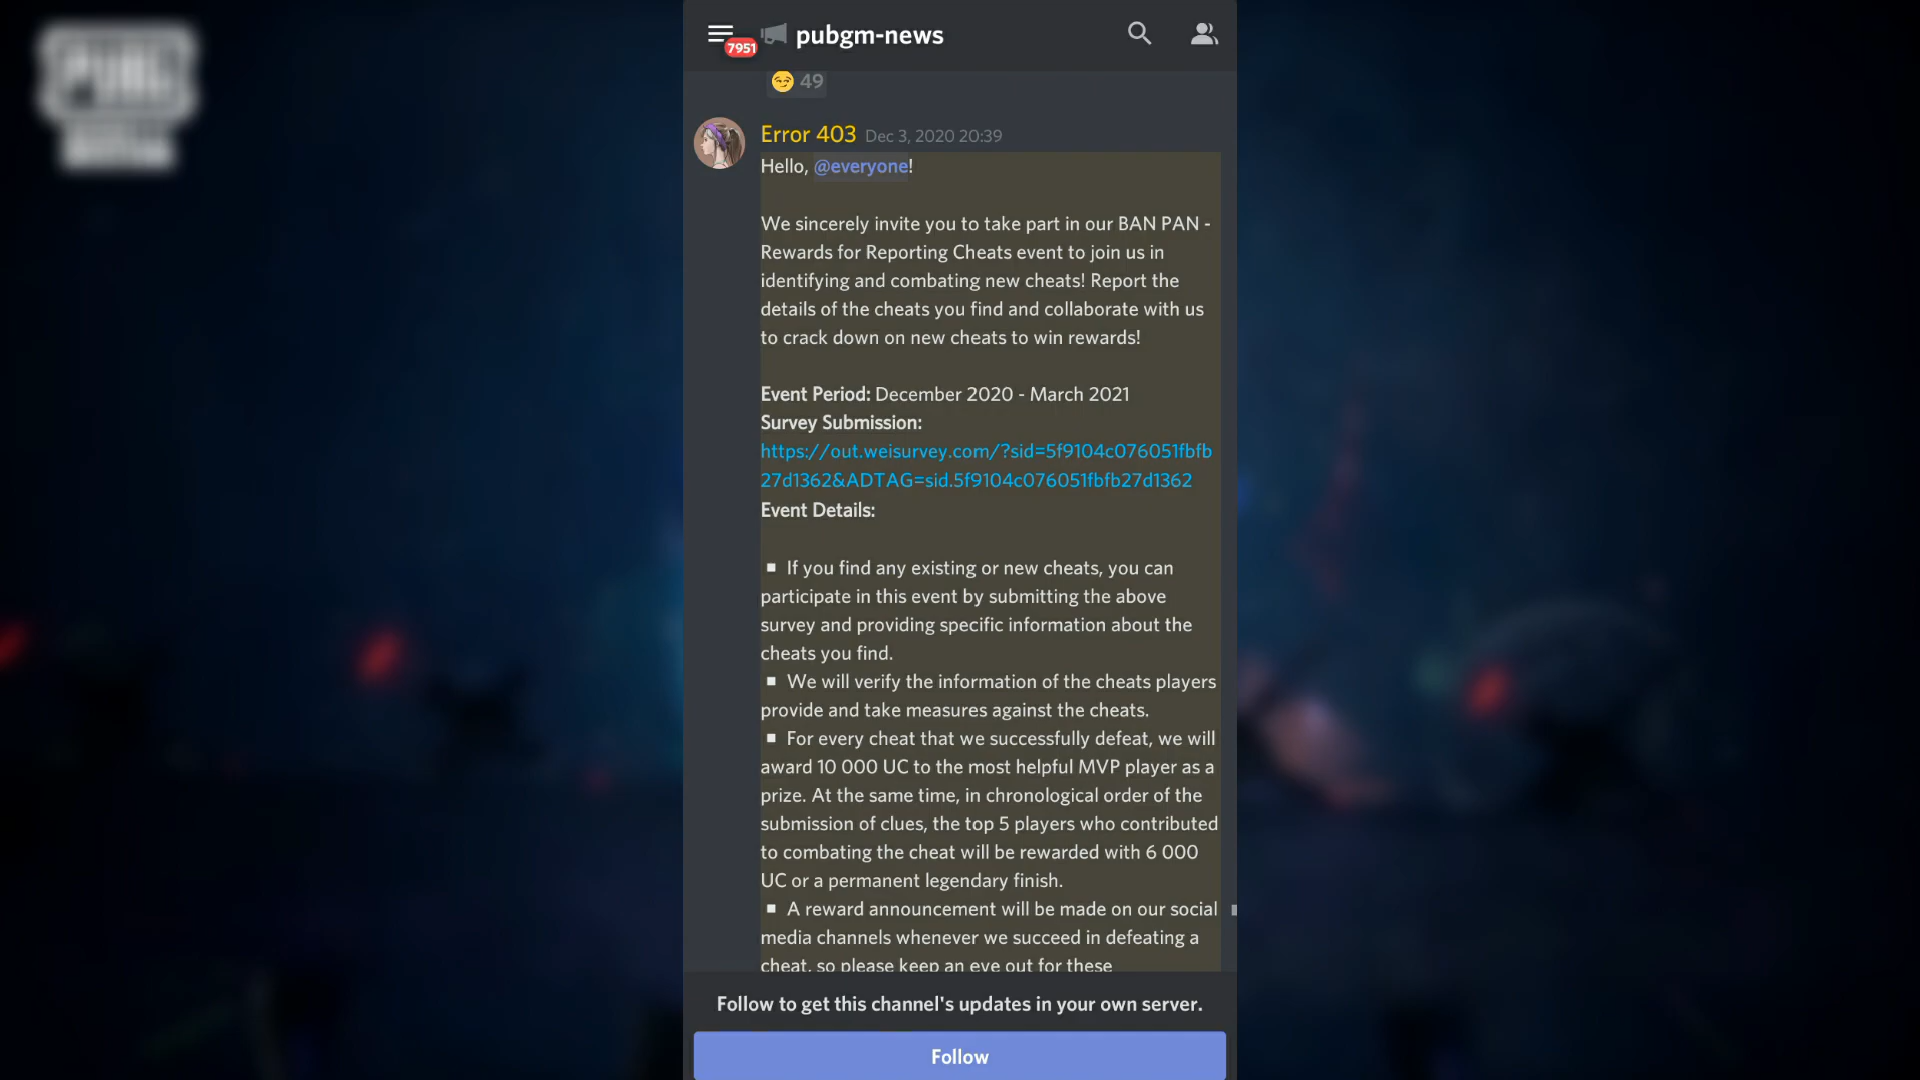 PUBG
7951
pubgm-news
49
Error 403 Dec 3, 2020 20:39
Hello, @everyone!
We sincerely invite you to take part in our BAN PAN -
Rewards for Reporting Cheats event to join us in
identifying and combating new cheats! Report the
details of the cheats you find and collaborate with us
to crack down on new cheats to win rewards!
Event Period: December 2020 - March 2021
Survey Submission:
https://out.weisurvey.com/?sid=5f9104c076051fbfb
27d1362&ADTAG=sid.5f9104c076051fbfb27d1362
Event Details:
▪ If you find any existing or new cheats, you can
participate in this event by submitting the above
survey and providing specific information about the
cheats you find.
▪ We will verify the information of the cheats players
provide and take measures against the cheats.
▪ For every cheat that we successfully defeat, we will
award 10 000 UC to the most helpful MVP player as a
prize. At the same time, in chronological order of the
submission of clues, the top 5 players who contributed
to combating the cheat will be rewarded with 6 000
UC or a permanent legendary finish.
▪ A reward announcement will be made on our social
media channels whenever we succeed in defeating a
cheat, so please keep an eye out for these
Follow to get this channel's updates in your own server.
Follow